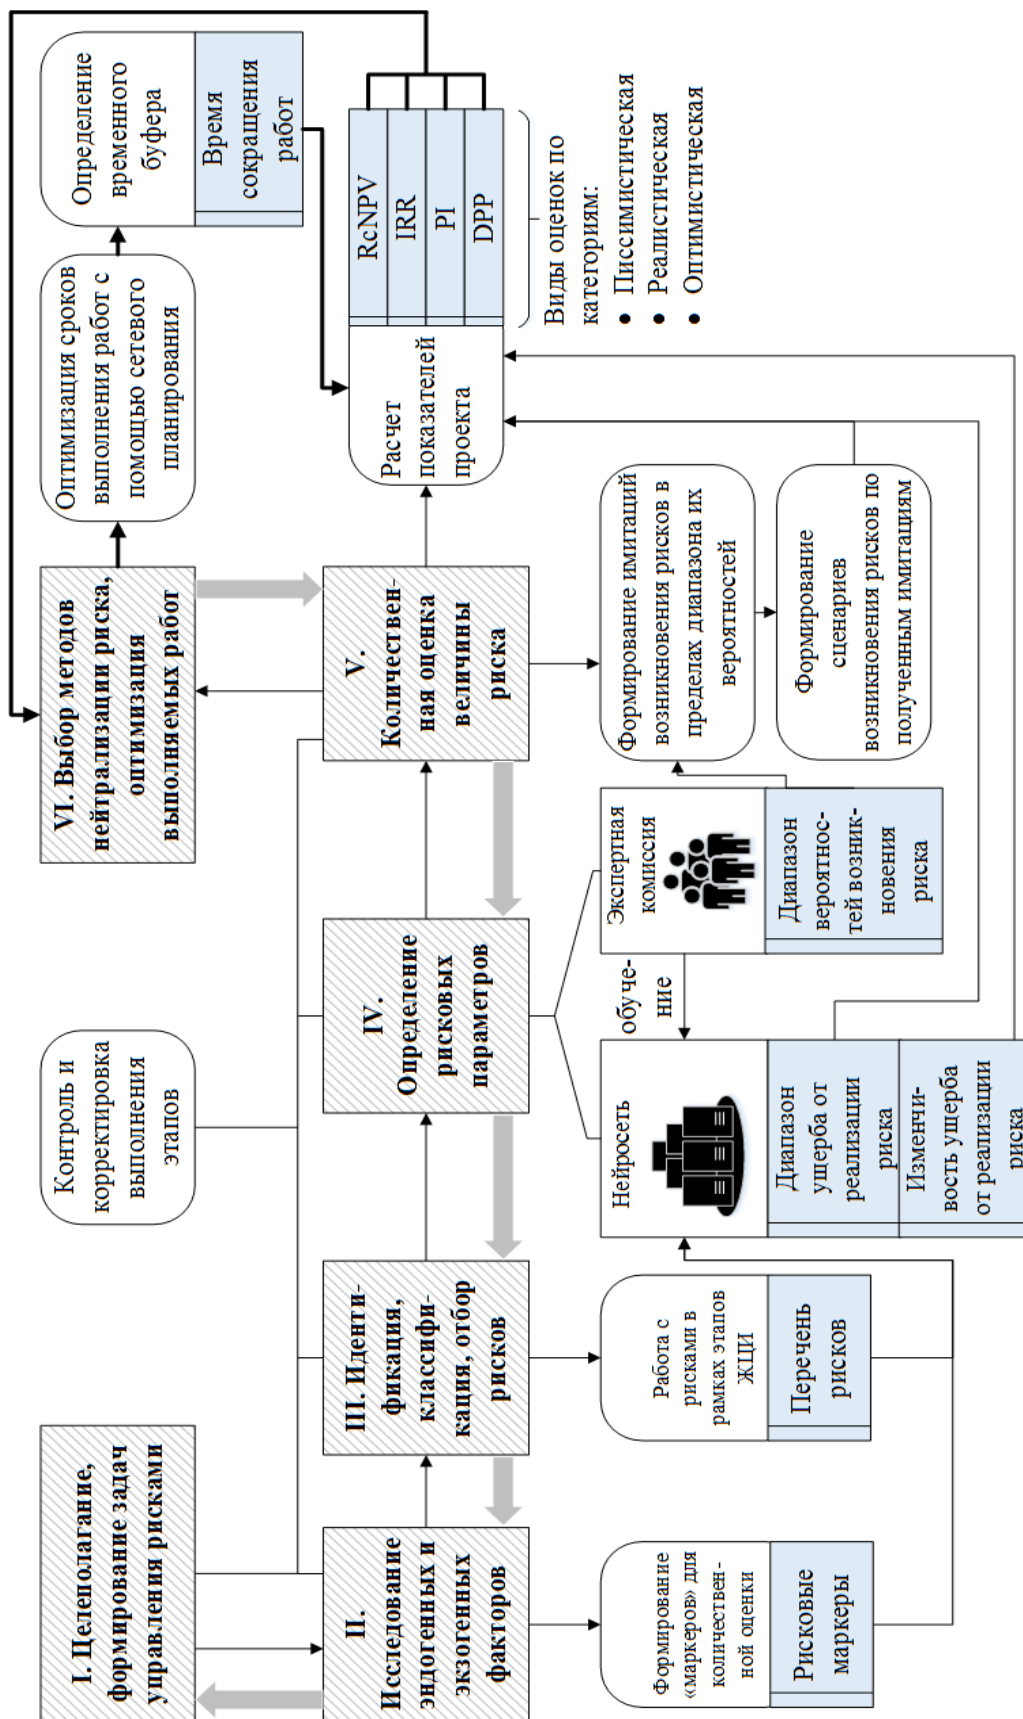 I. Целеполагание,
формирование задач
управления рисками
Контроль и
корректировка
выполнения
этапов
VI. Выбор методов
нейтрализации риска,
оптимизация
выполняемых работ
Оптимизация сроков
выполнения работ с
помощью сетевого
планирования
Определение
временного
буфера
Время
сокращения
работ
II.
Исследование
эндогенных и
экзогенных
факторов
III. Иденти-
фикация,
классифи-
кация, отбор
рисков
IV.
Определение
рисковых
параметров
V.
Количествен-
ная оценка
величины
риска
Расчет
показателей
проекта
RcNPV
IRR
PI
DPP
Виды оценок по
категориям:
• Писсимистическая
• Реалистическая
• Оптимистическая
Формирование
«маркеров» для
количествен-
ной оценки
Рисковые
маркеры
Работа с
рисками в
рамках этапов
ЖЦИ
Перечень
рисков
Нейросеть
Диапазон
ущерба от
реализации
риска
Изменчи-
вость ущерба
от реализации
риска
обуче-
ние
Экспертная
комиссия
Диапазон
вероятнос-
тей возник-
новения
риска
Формирование имитаций
возникновения рисков в
пределах диапазона их
вероятностей
Формирование
сценариев
возникновения рисков по
полученным имитациям